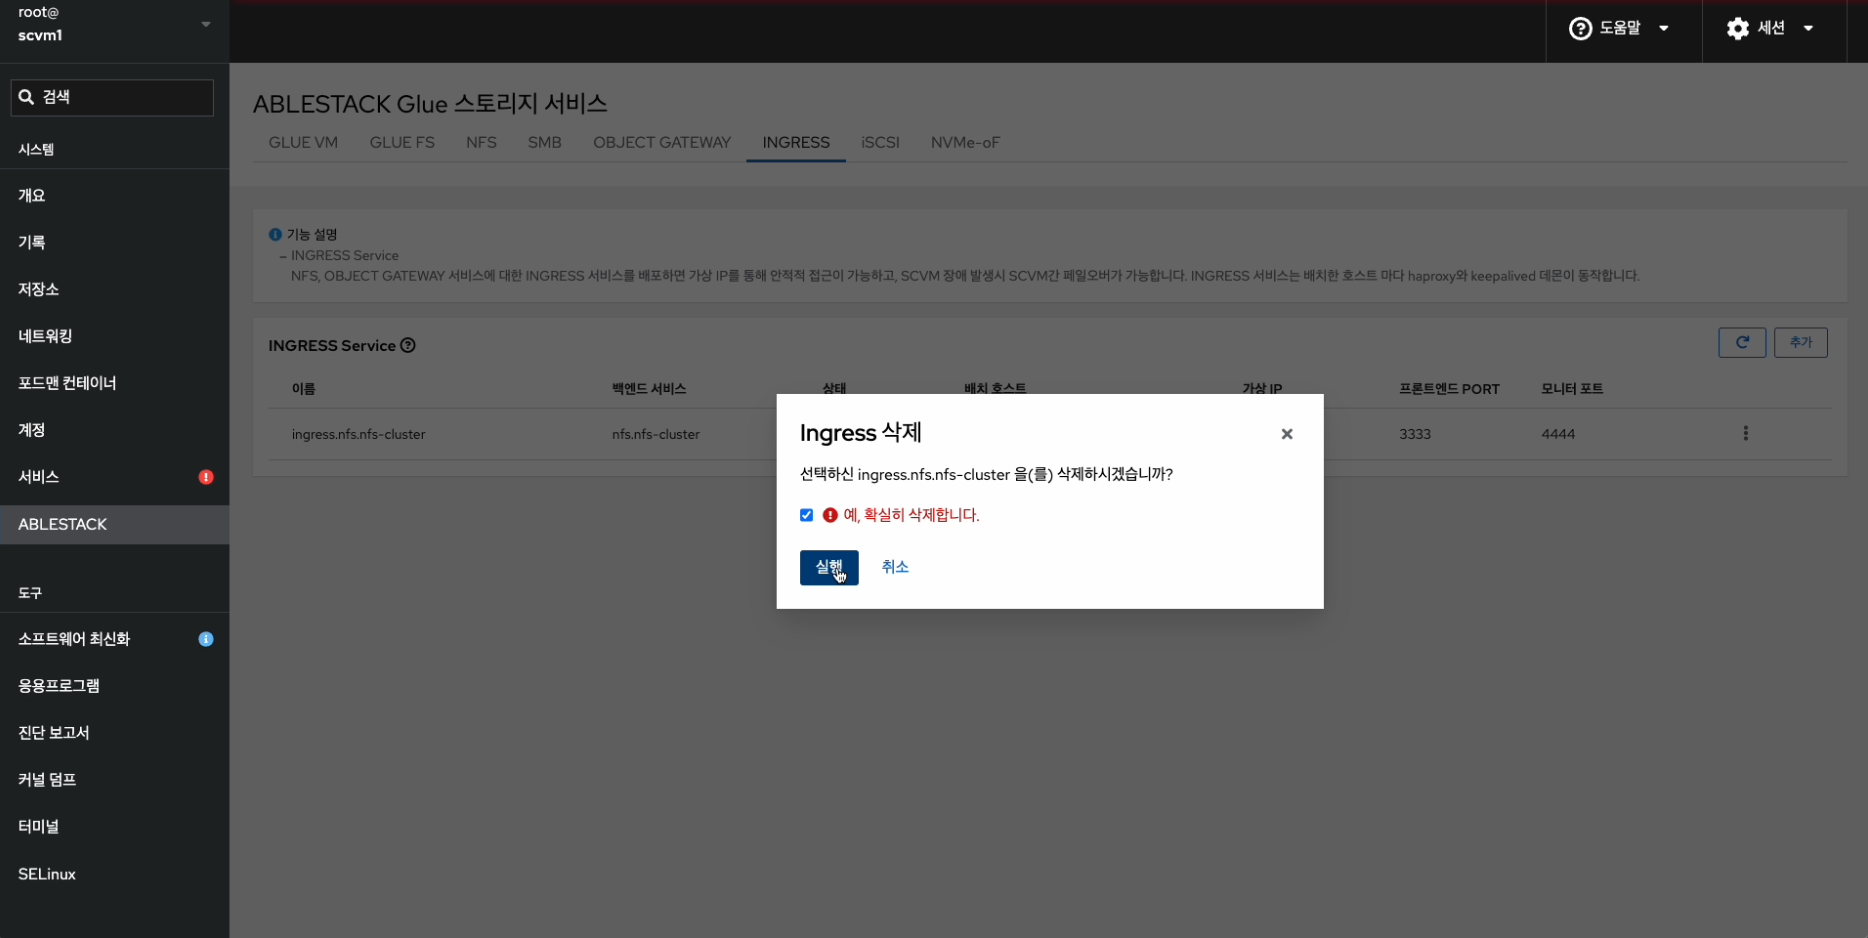 root@
scvm1
도움말
세션
검색
시스템
개요
기록
저장소
네트워킹
포드맨 컨테이너
계정
서비스
ABLESTACK
도구
소프트웨어 최신화
응용프로그램
진단 보고서
커널 덤프
터미널
SELinux
ABLESTACK Glue 스토리지 서비스
GLUE VM GLUE FS NFS SMB OBJECT GATEWAY INGRESS iSCSI NVMe-oF
기능 설명
– INGRESS Service
NFS, OBJECT GATEWAY 서비스에 대한 INGRESS 서비스를 배포하면 가상 IP를 통해 안적적 접근이 가능하고, SCVM 장애 발생시 SCVM간 페일오버가 가능합니다. INGRESS 서비스는 배치한 호스트 마다 haproxy와 keepalived 데몬이 동작합니다.
INGRESS Service
추가
이름 백엔드 서비스 상태 배치 호스트 가상 IP 프론트엔드 PORT 모니터 포트
ingress.nfs.nfs-cluster nfs.nfs-cluster 3333 4444
Ingress 삭제
선택하신 ingress.nfs.nfs-cluster 을(를) 삭제하시겠습니까?
예, 확실히 삭제합니다.
실행 취소